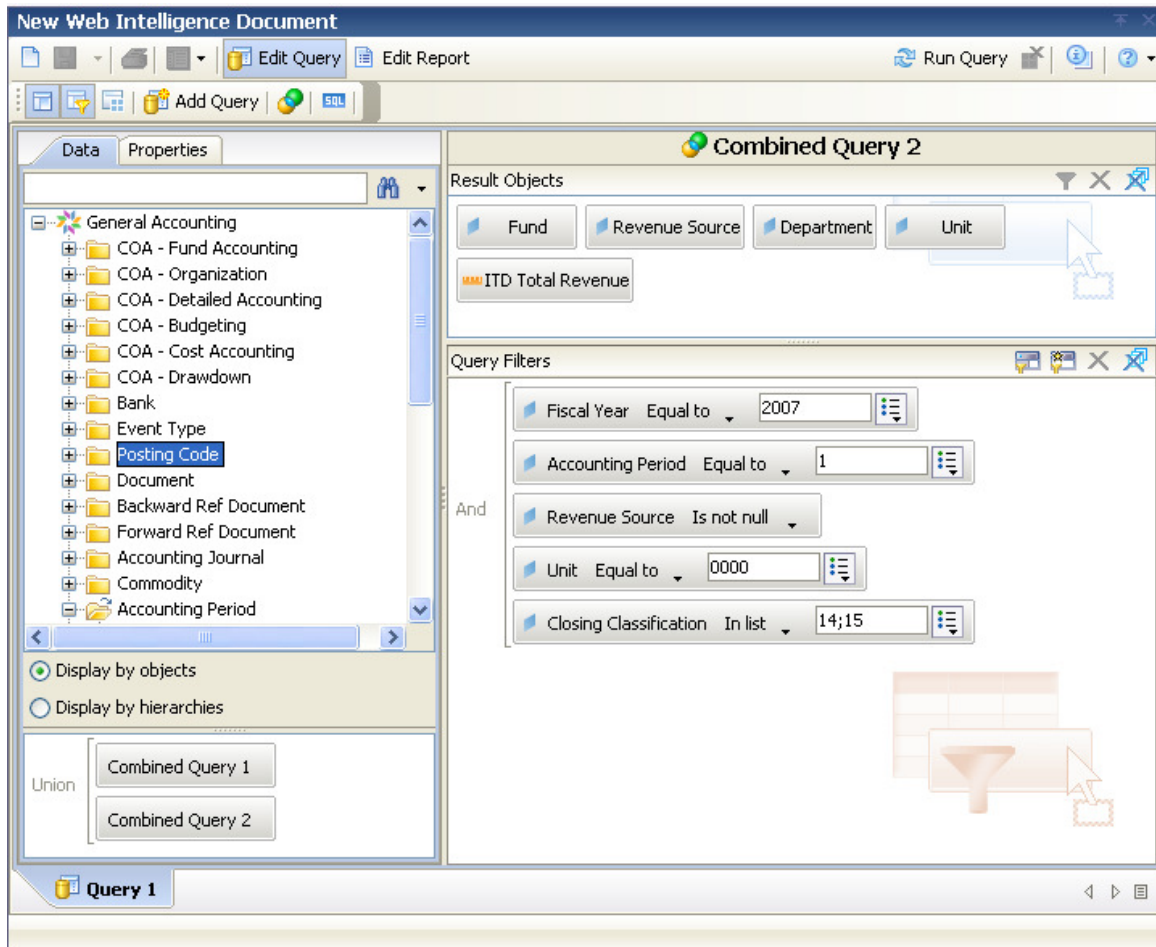 New Web Intelligence Document
Edit Query Edit Report Run Query
Add Query SQL
Data Properties
General Accounting
COA - Fund Accounting
COA - Organization
COA - Detailed Accounting
COA - Budgeting
COA - Cost Accounting
COA - Drawdown
Bank
Event Type
Posting Code
Document
Backward Ref Document
Forward Ref Document
Accounting Journal
Commodity
Accounting Period
Display by objects
Display by hierarchies
Union
Combined Query 1
Combined Query 2
Combined Query 2
Result Objects
Fund Revenue Source Department Unit
ITD Total Revenue
Query Filters
And
Fiscal Year Equal to 2007
Accounting Period Equal to 1
Revenue Source Is not null
Unit Equal to 0000
Closing Classification In list 14;15
Query 1